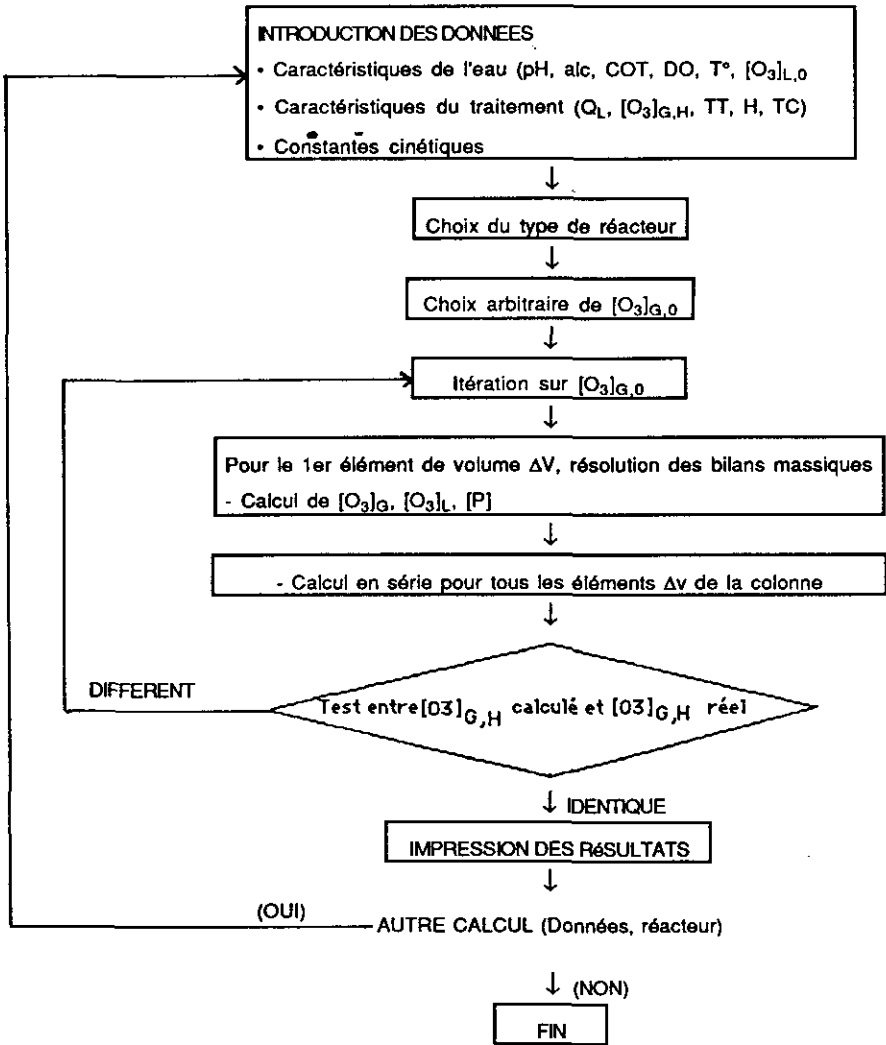 INTRODUCTION DES DONNEES
• Caractéristiques de l'eau (pH, alc, COT, DO, T°, [O₃]L,0
• Caractéristiques du traitement (QL, [O₃]G,H, TT, H, TC)
• Constantes cinétiques
↓
Choix du type de réacteur
↓
Choix arbitraire de [O₃]G,0
↓
Itération sur [O₃]G,0
↓
Pour le 1er élément de volume ΔV, résolution des bilans massiques
- Calcul de [O₃]G, [O₃]L, [P]
↓
- Calcul en série pour tous les éléments Δv de la colonne
↓
DIFFERENT
Test entre [O3]G,H calculé et [O3]G,H réel
↓ IDENTIQUE
IMPRESSION DES RéSULTATS
↓
(OUI)
AUTRE CALCUL (Données, réacteur)
↓ (NON)
FIN